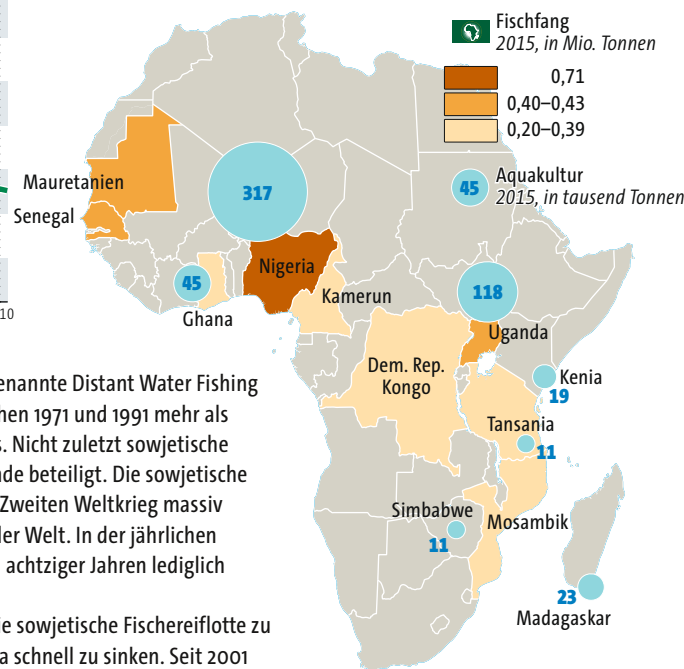 Fischfang
2015, in Mio. Tonnen
0,71
0,40–0,43
0,20–0,39
Aquakultur
2015, in tausend Tonnen
45
Mauretanien
Senegal
317
Nigeria
45
Ghana
Kamerun
118
Uganda
Dem. Rep.
Kongo
Kenia
19
Tansania
11
Simbabwe
11
Mosambik
23
Madagaskar
10
enannte Distant Water Fishing
chen 1971 und 1991 mehr als
s. Nicht zuletzt sowjetische
nde beteiligt. Die sowjetische
Zweiten Weltkrieg massiv
der Welt. In der jährlichen
achtziger Jahren lediglich
ie sowjetische Fischereiflotte zu
a schnell zu sinken. Seit 2001